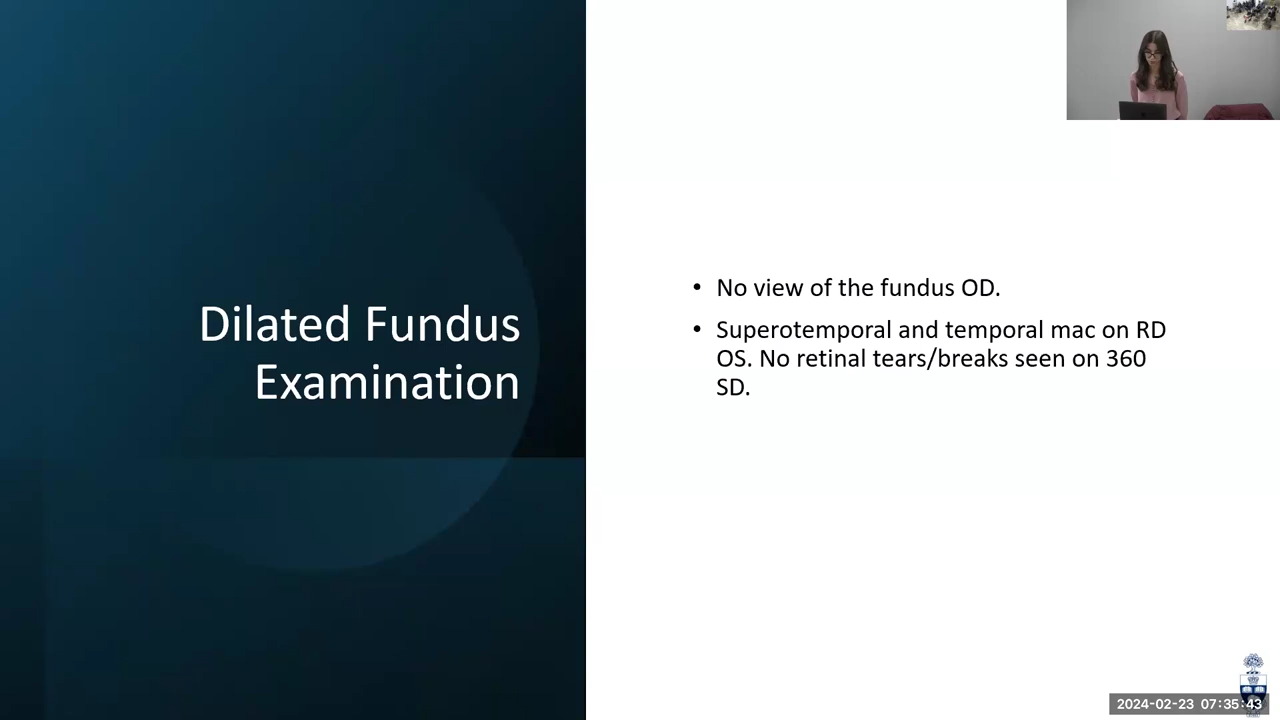 Dilated Fundus
Examination
• No view of the fundus OD.
• Superotemporal and temporal mac on RD
OS. No retinal tears/breaks seen on 360
SD.
2024-02-23 07:35:43